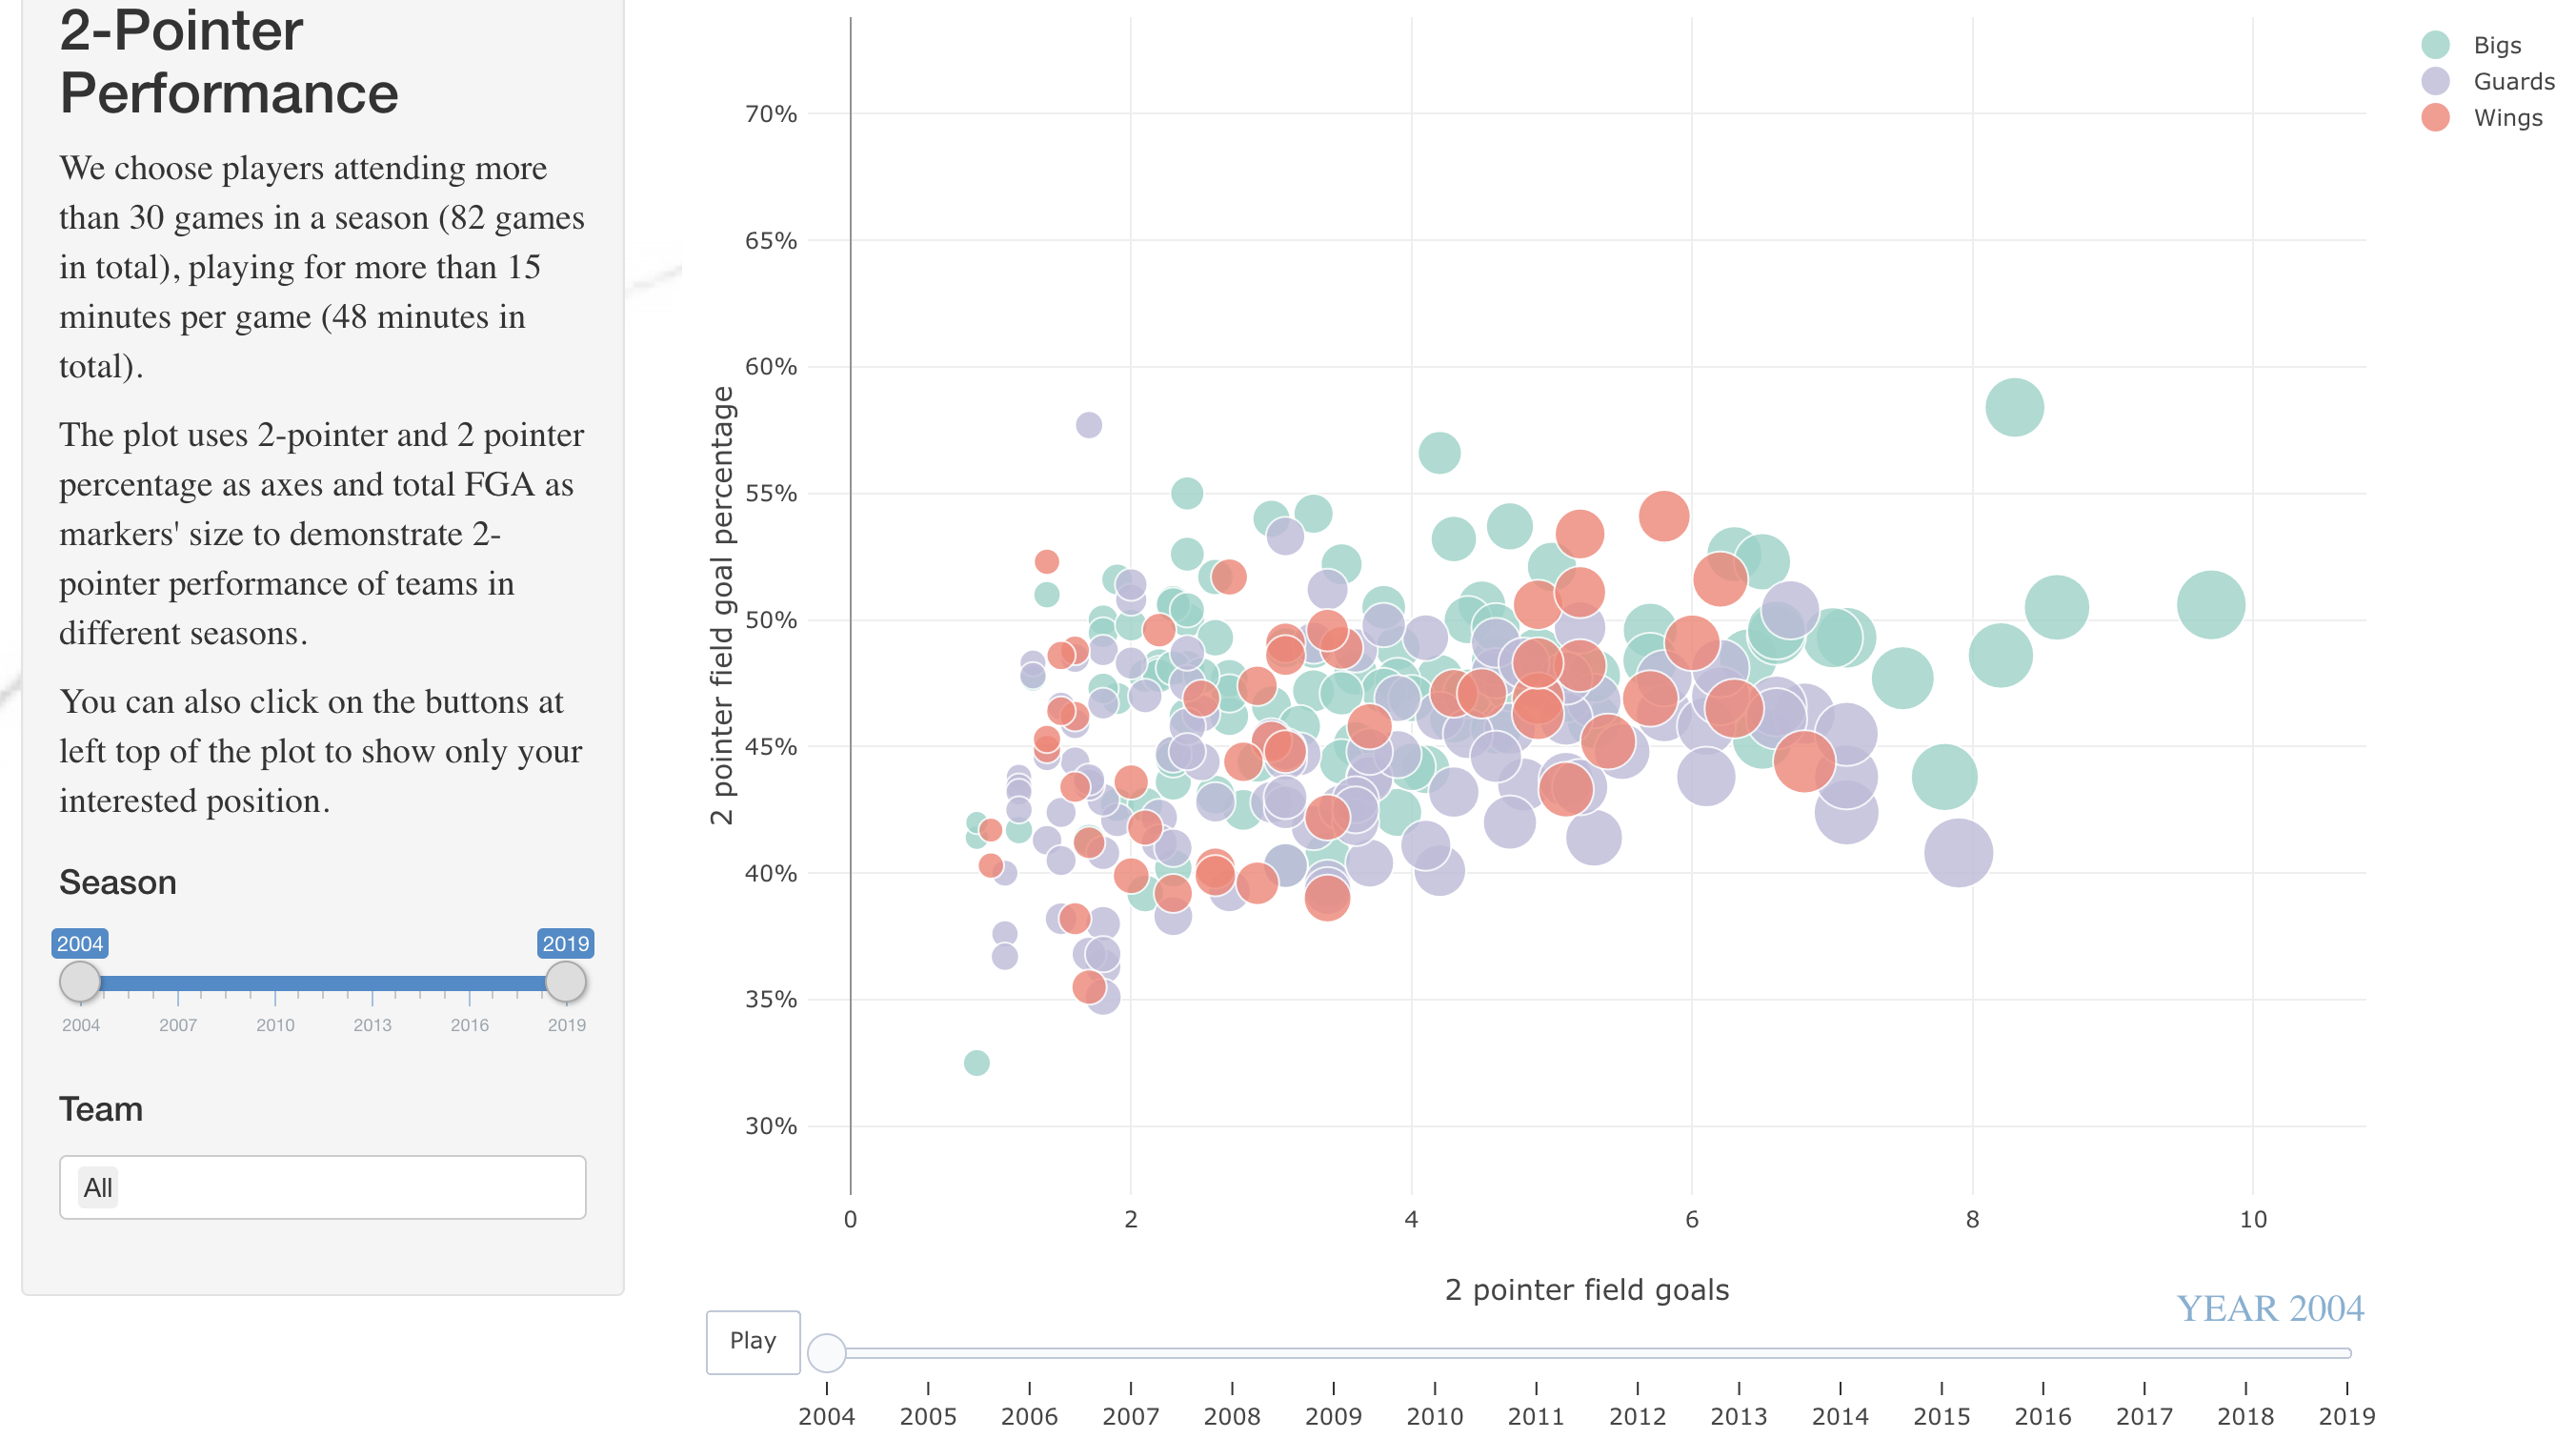 2-Pointer
Performance
We choose players attending more
than 30 games in a season (82 games
in total), playing for more than 15
minutes per game (48 minutes in
total).
The plot uses 2-pointer and 2 pointer
percentage as axes and total FGA as
markers' size to demonstrate 2-
pointer performance of teams in
different seasons.
You can also click on the buttons at
left top of the plot to show only your
interested position.
Season
2004 2019
2004 2007 2010 2013 2016 2019
Team
All
2 pointer field goal percentage
70%
65%
60%
55%
50%
45%
40%
35%
30%
0 2 4 6 8 10
2 pointer field goals
Bigs
Guards
Wings
YEAR 2004
Play
2004 2005 2006 2007 2008 2009 2010 2011 2012 2013 2014 2015 2016 2017 2018 2019